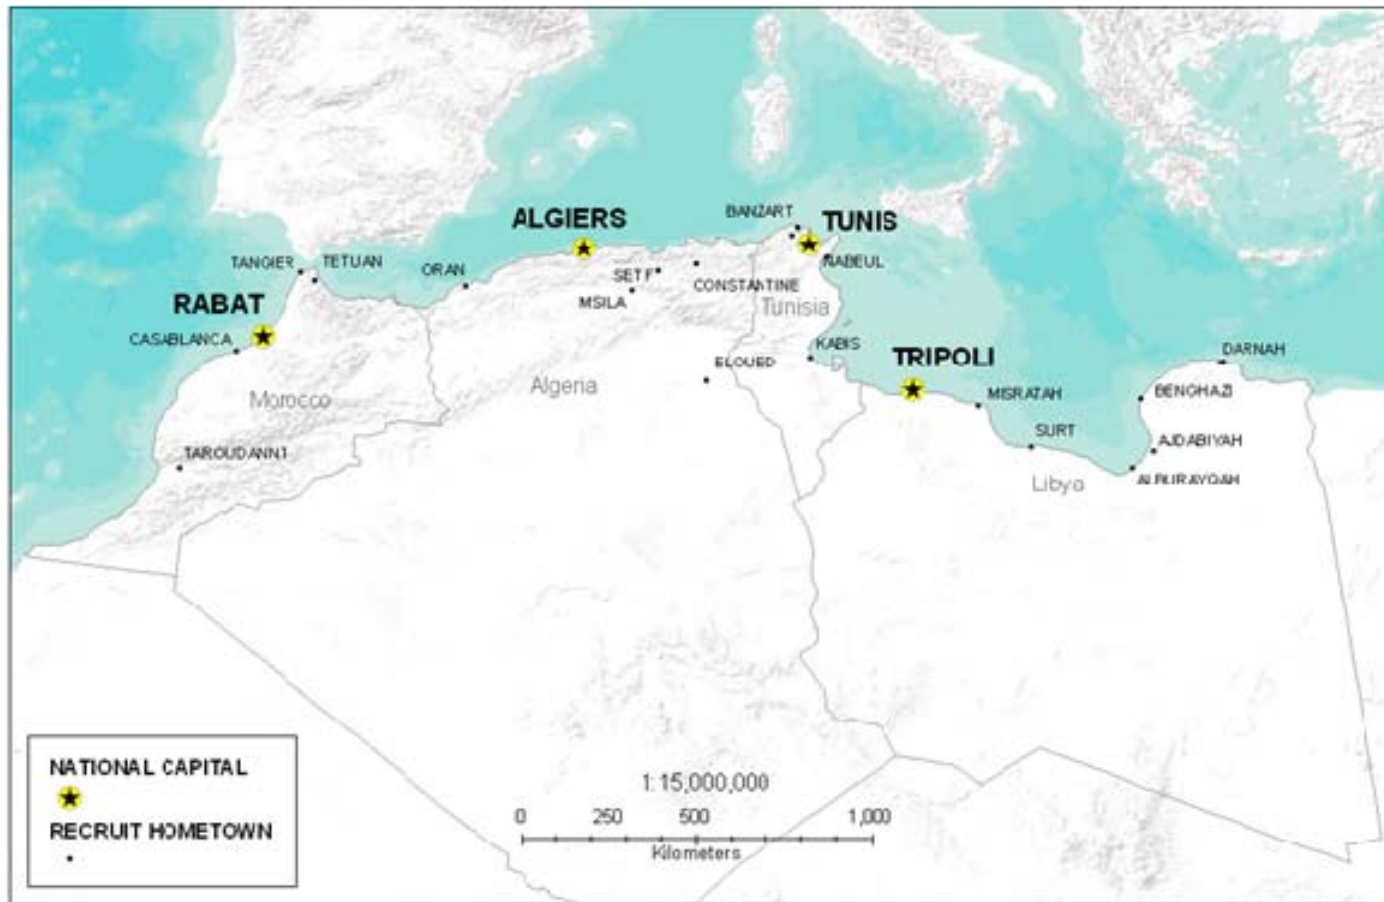 BANZART
TUNIS
ALGIERS
NABEUL
TANGIER
TETUAN
ORAN
SETIF
CONSTANTINE
MSILA
RABAT
Tunisia
CASABLANCA
KABIS
TRIPOLI
DARNAH
ELOUED
Algeria
Morocco
MISRATAH
BENGHAZI
SURT
AJDABIYAH
TAROUDANNT
Libya
ALBURAYQAH
NATIONAL CAPITAL
RECRUIT HOMETOWN
1:15,000,000
0 250 500 1,000
Kilometers